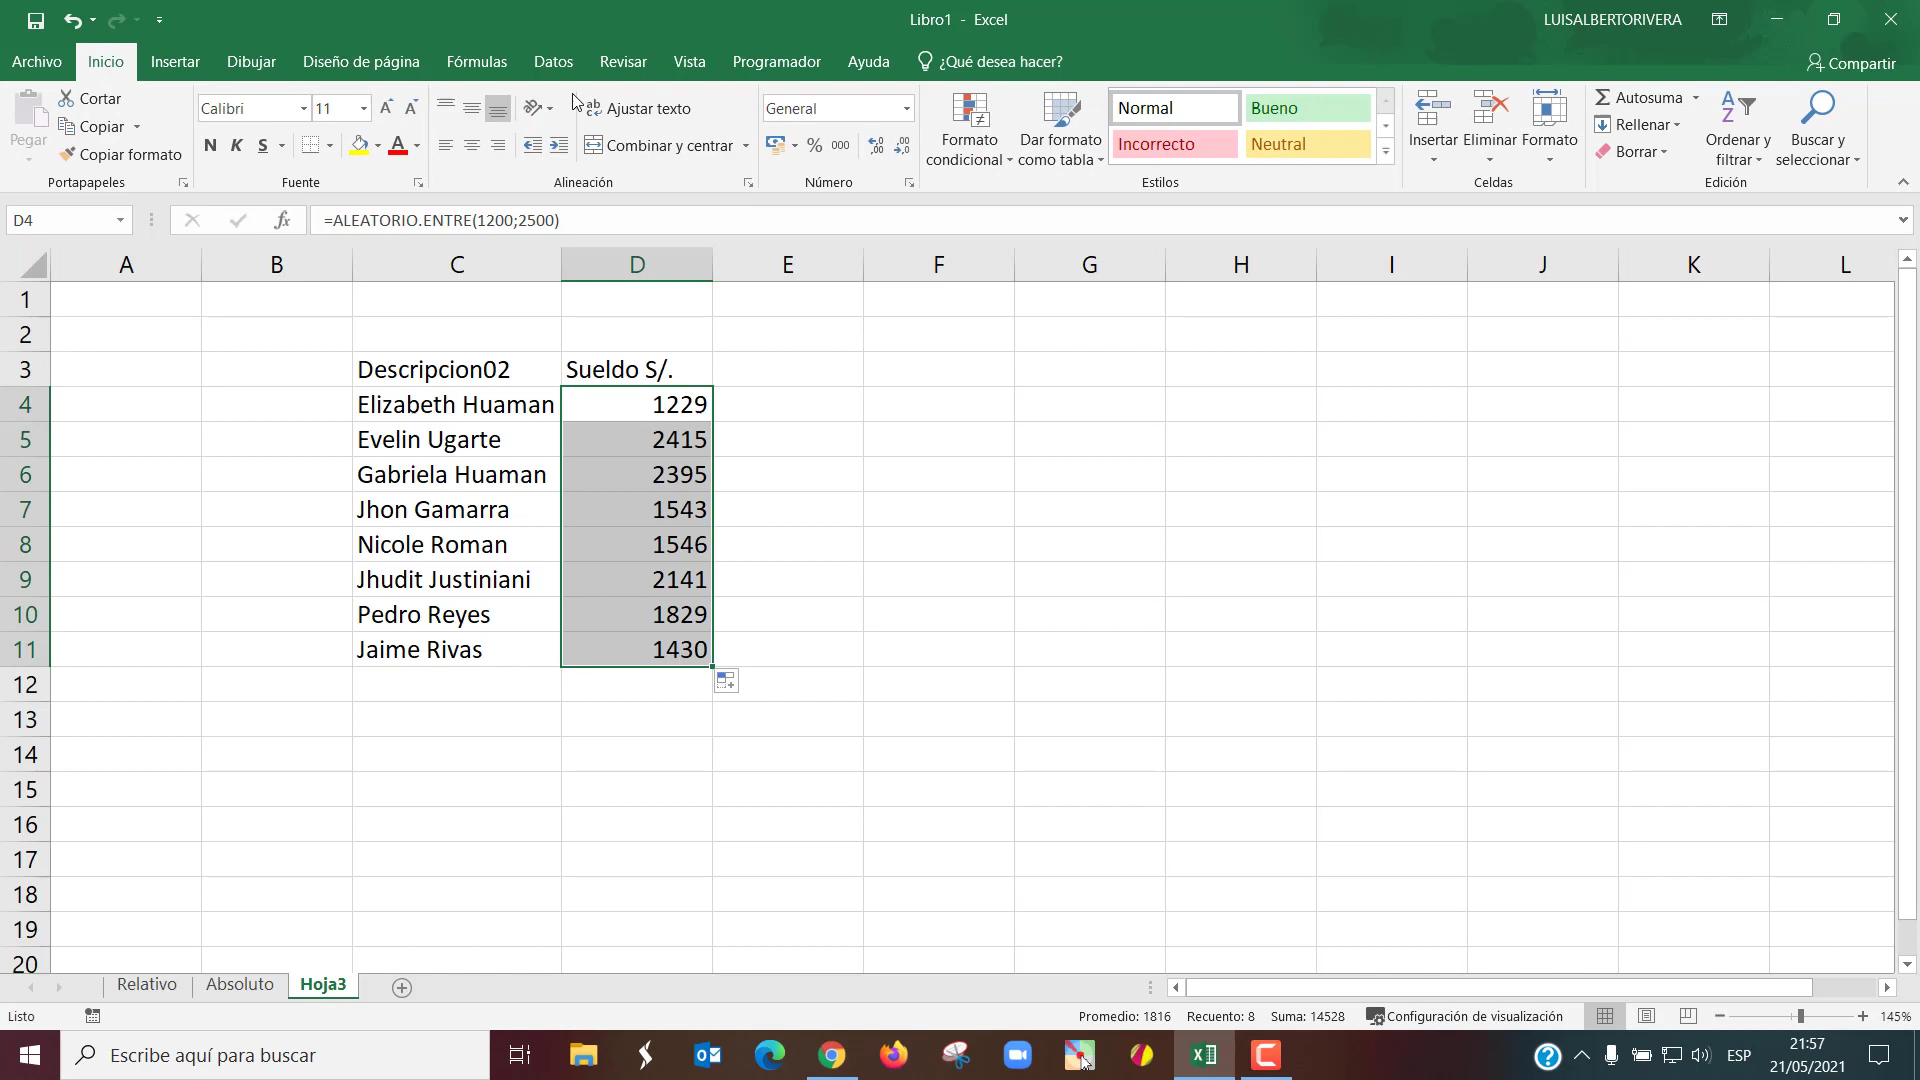 Libro1 - Excel
LUISALBERTORIVERA
Archivo Inicio Insertar Dibujar Diseño de página Fórmulas Datos Revisar Vista Programador Ayuda ¿Qué desea hacer? Compartir
Pegar
Cortar
Copiar
Copiar formato
Portapapeles
Calibri 11
N K S
Fuente
Ajustar texto
Combinar y centrar
Alineación
General
% 000
Número
Formato condicional
Dar formato como tabla
Normal Bueno
Incorrecto Neutral
Estilos
Insertar Eliminar Formato
Celdas
Autosuma
Rellenar
Borrar
Ordenar y filtrar
Buscar y seleccionar
Edición
D4 fx =ALEATORIO.ENTRE(1200;2500)
A B C D E F G H I J K L
1
2
3 Descripcion02 Sueldo S/.
4 Elizabeth Huaman 1229
5 Evelin Ugarte 2415
6 Gabriela Huaman 2395
7 Jhon Gamarra 1543
8 Nicole Roman 1546
9 Jhudit Justiniani 2141
10 Pedro Reyes 1829
11 Jaime Rivas 1430
12
13
14
15
16
17
18
19
20
Relativo Absoluto Hoja3
Listo Promedio: 1816 Recuento: 8 Suma: 14528 Configuración de visualización 145%
Escribe aquí para buscar
ESP
21:57
21/05/2021